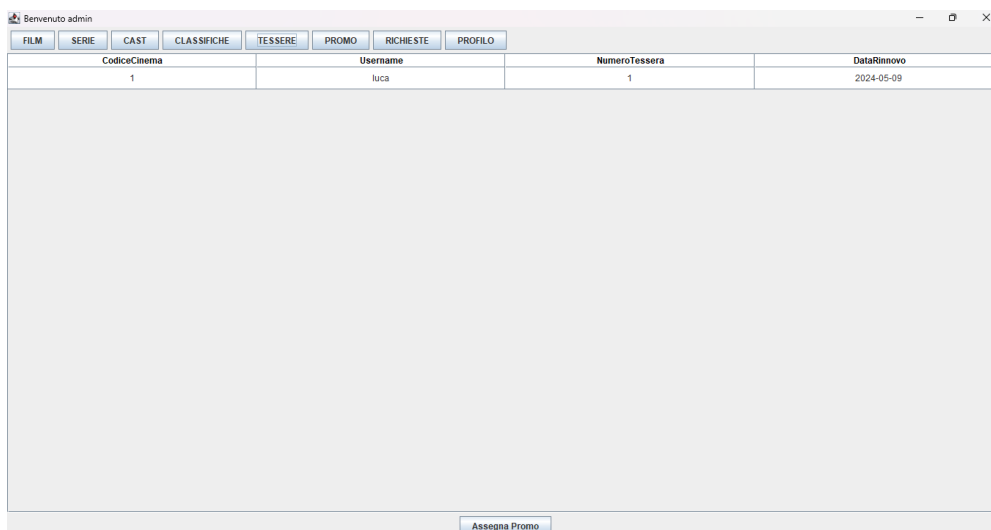 Benvenuto admin
FILM SERIE CAST CLASSIFICHE TESSERE PROMO RICHIESTE PROFILO
CodiceCinema Username NumeroTessera DataRinnovo
1 luca 1 2024-05-09
Assegna Promo